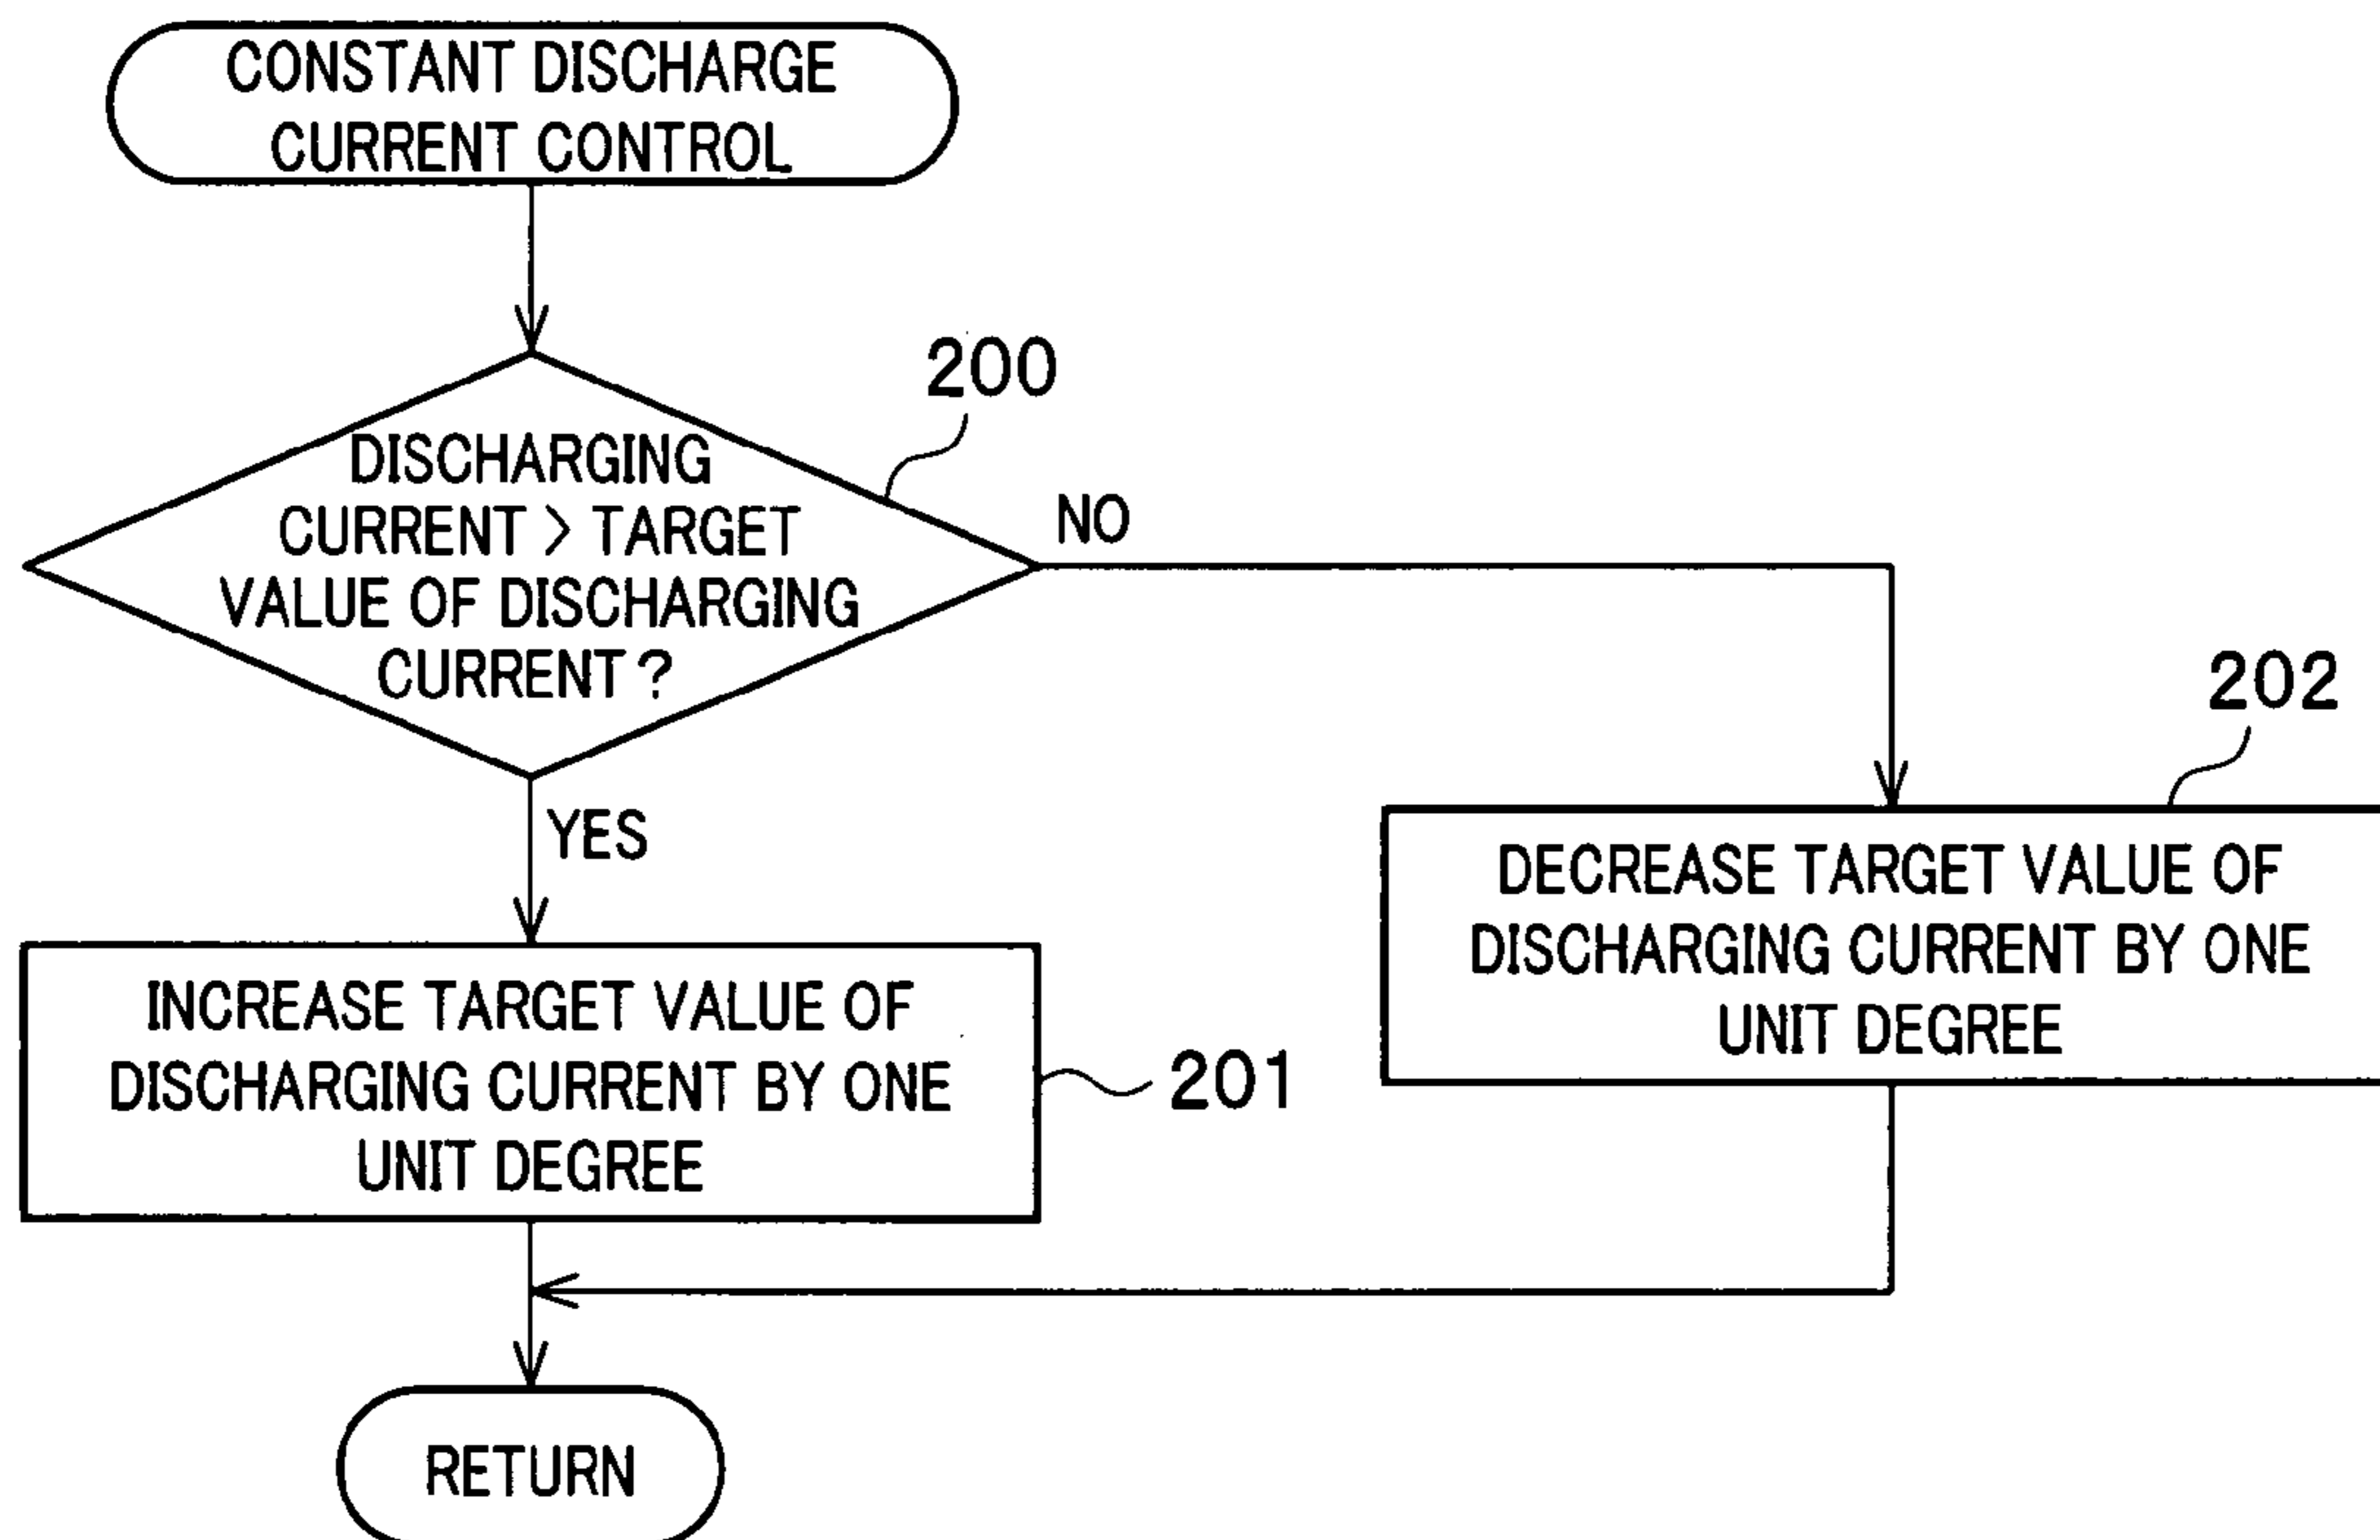 CONSTANT DISCHARGE
CURRENT CONTROL
200
DISCHARGING
CURRENT > TARGET
VALUE OF DISCHARGING
CURRENT?
NO
YES
202
DECREASE TARGET VALUE OF
DISCHARGING CURRENT BY ONE
UNIT DEGREE
INCREASE TARGET VALUE OF
DISCHARGING CURRENT BY ONE
UNIT DEGREE
201
RETURN